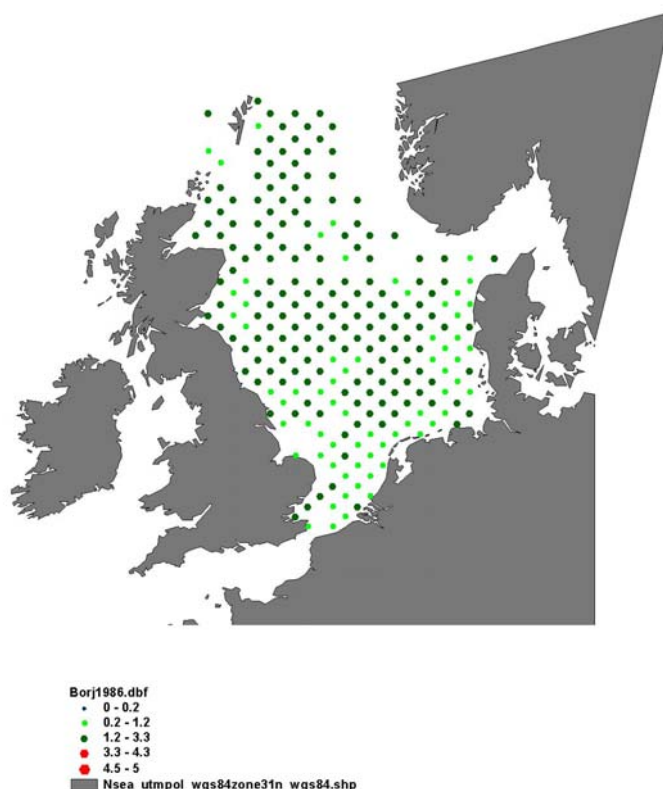 Borj1986.dbf
0 - 0.2
0.2 - 1.2
1.2 - 3.3
3.3 - 4.3
4.5 - 5
Nsea_utmpol_wgs84zone31n_wgs84.shp